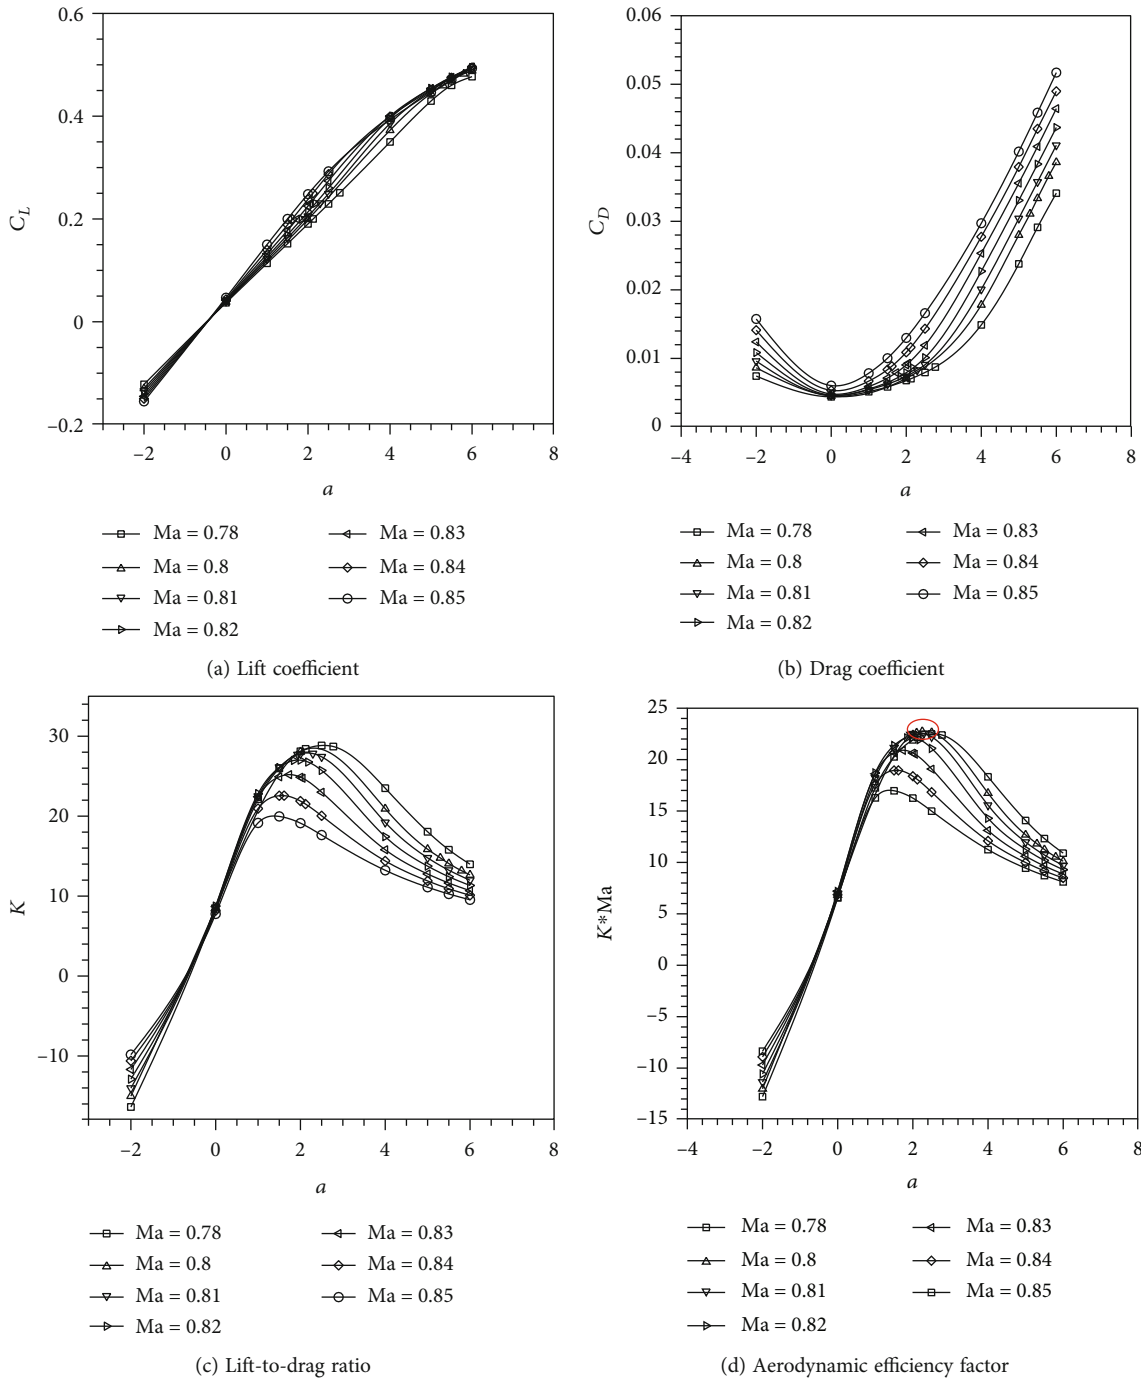 0.6
0.4
0.2
0
−0.2
C_L
−2 0 2 4 6 8
a
Ma = 0.78
Ma = 0.8
Ma = 0.81
Ma = 0.82
Ma = 0.83
Ma = 0.84
Ma = 0.85
(a) Lift coefficient
0.06
0.05
0.04
0.03
0.02
0.01
0
C_D
−4 −2 0 2 4 6 8
a
Ma = 0.78
Ma = 0.8
Ma = 0.81
Ma = 0.82
Ma = 0.83
Ma = 0.84
Ma = 0.85
(b) Drag coefficient
30
20
10
0
−10
K
−2 0 2 4 6 8
a
Ma = 0.78
Ma = 0.8
Ma = 0.81
Ma = 0.82
Ma = 0.83
Ma = 0.84
Ma = 0.85
(c) Lift-to-drag ratio
25
20
15
10
5
0
−5
−10
−15
K*Ma
−4 −2 0 2 4 6 8
a
Ma = 0.78
Ma = 0.8
Ma = 0.81
Ma = 0.82
Ma = 0.83
Ma = 0.84
Ma = 0.85
(d) Aerodynamic efficiency factor